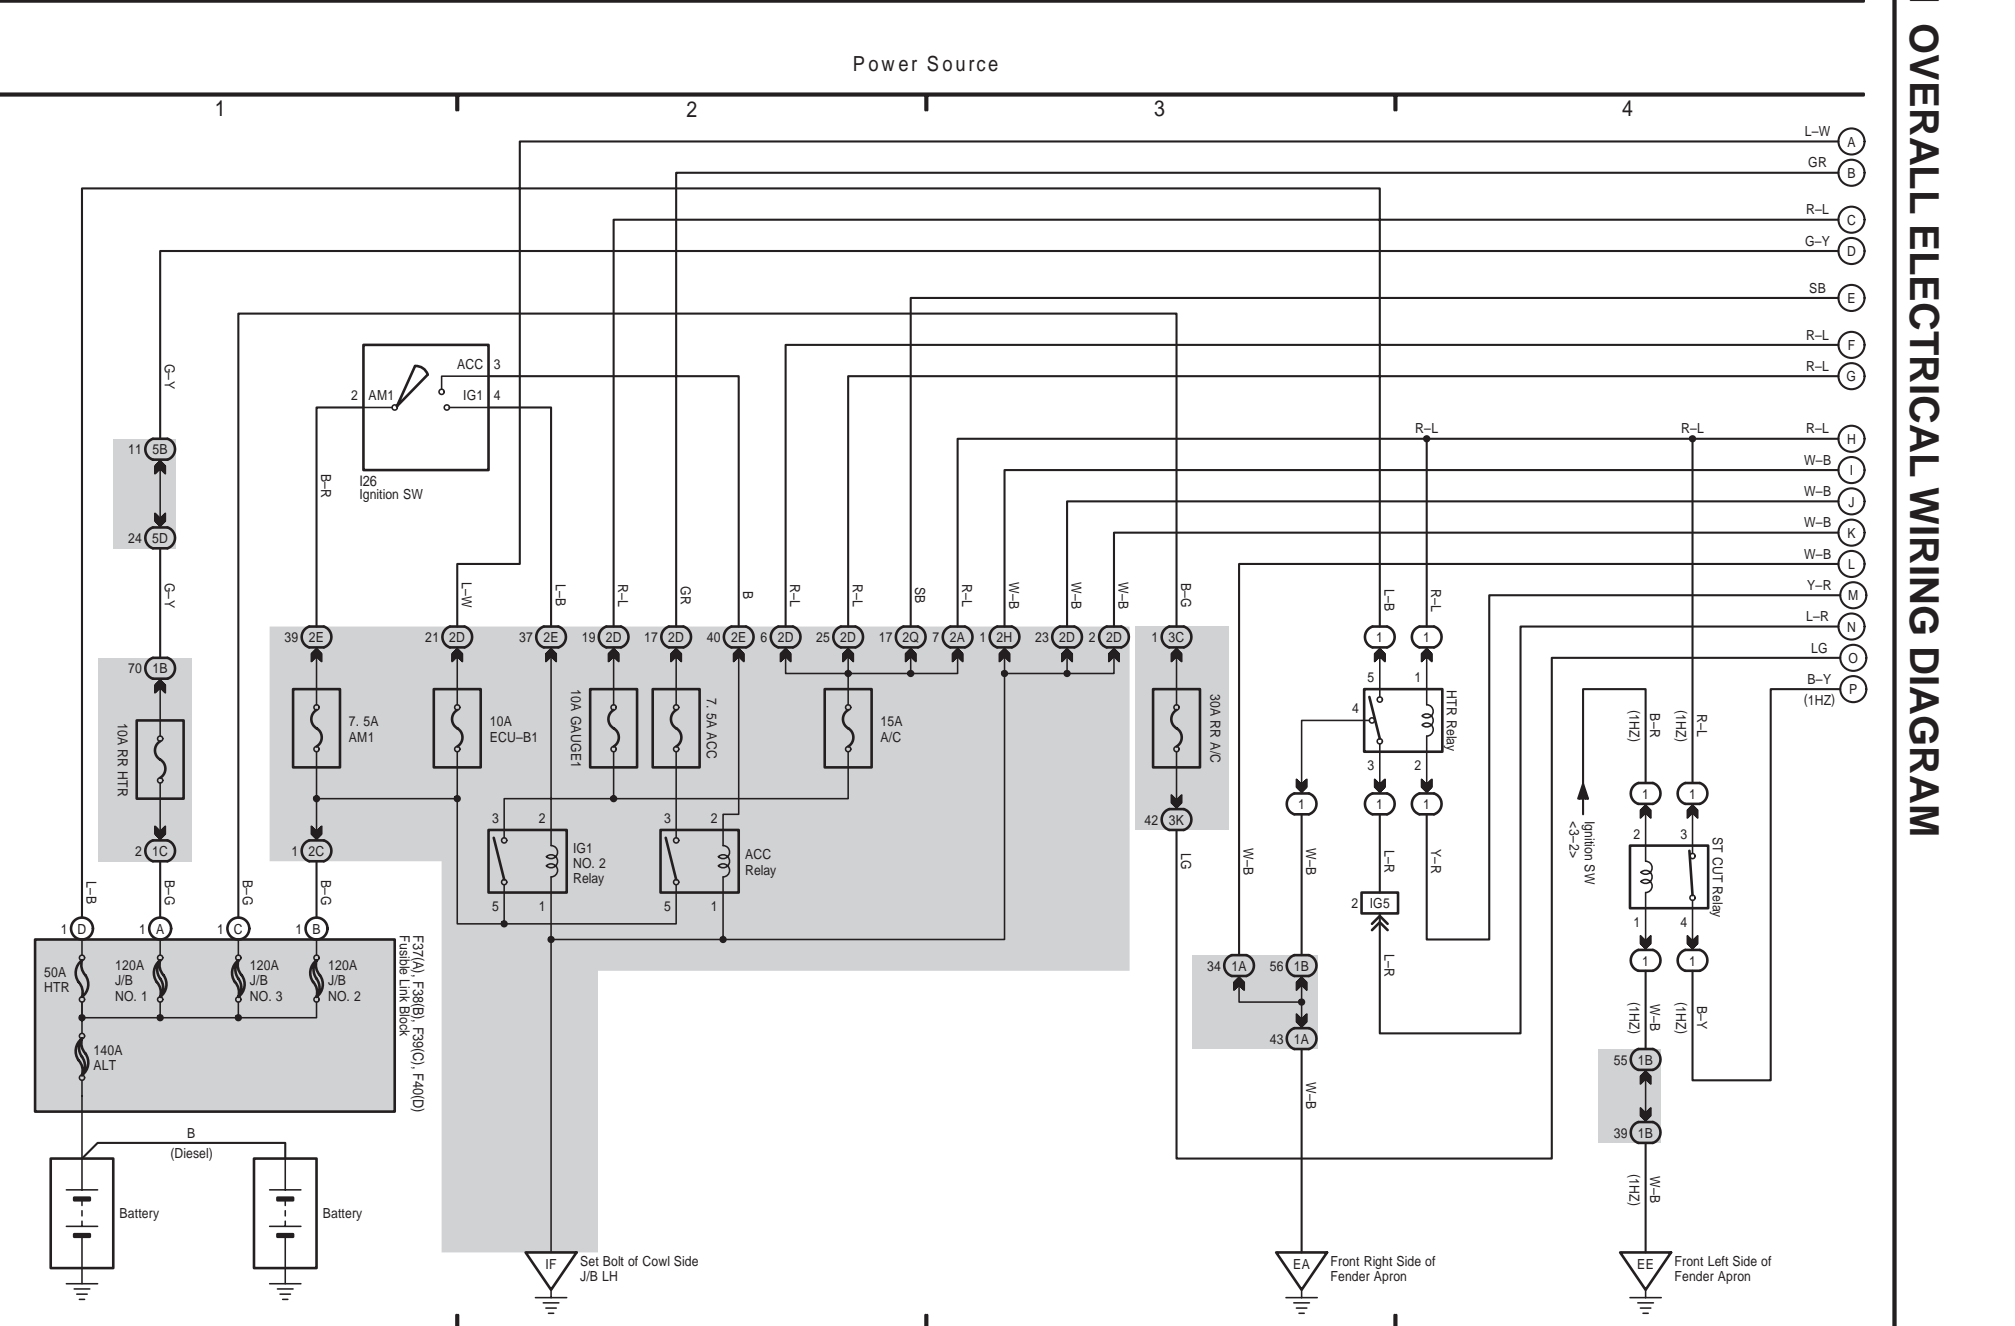 OVERALL ELECTRICAL WIRING DIAGRAM
Power Source
1
2
3
4
L–W
A
GR
B
R–L
C
G–Y
D
SB
E
R–L
F
R–L
G
R–L
R–L
R–L
H
W–B
I
W–B
J
W–B
K
W–B
L
Y–R
M
L–R
N
LG
O
B–Y
(1HZ)
P
G–Y
11 5B
24 5D
G–Y
70 1B
10A RR HTR
2 1C
B–R
ACC 3
2 AM1
IG1 4
I26
Ignition SW
L–W
L–B
R–L
GR
B
R–L
R–L
SB
R–L
W–B
W–B
W–B
B–G
L–B
R–L
39 2E
21 2D
37 2E
19 2D
17 2D
40 2E
6 2D
25 2D
17 2Q
7 2A
1 2H
23 2D
2 2D
1 3C
1
1
7. 5A
AM1
10A
ECU–B1
10A GAUGE1
7. 5A ACC
15A
A/C
30A RR A/C
42 3K
LG
5
1
4
3
2
HTR Relay
1
1
1
3
2
5
1
IG1
NO. 2
Relay
3
2
5
1
ACC
Relay
1 2C
L–B
B–G
B–G
B–G
1 D
1 A
1 C
1 B
50A
HTR
120A
J/B
NO. 1
120A
J/B
NO. 3
120A
J/B
NO. 2
140A
ALT
F37(A), F38(B), F39(C), F40(D)
Fusible Link Block
B
(Diesel)
Battery
Battery
IF
Set Bolt of Cowl Side
J/B LH
W–B
W–B
L–R
Y–R
2 IG5
L–R
34 1A
56 1B
43 1A
W–B
EA
Front Right Side of
Fender Apron
Ignition SW
<3–2>
B–R
(1HZ)
R–L
(1HZ)
1
1
2
3
1
4
ST CUT Relay
1
1
W–B
(1HZ)
B–Y
(1HZ)
55 1B
39 1B
W–B
(1HZ)
EE
Front Left Side of
Fender Apron